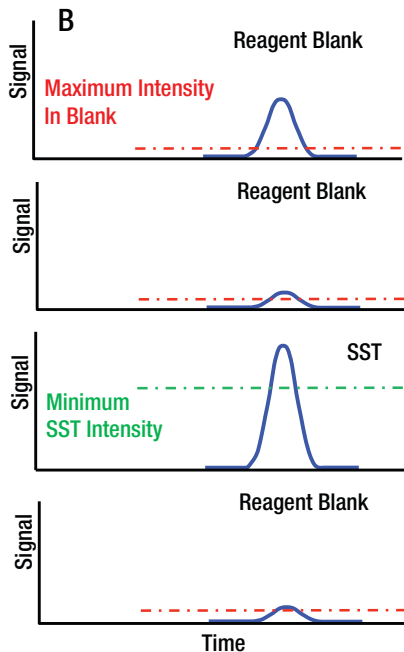 B
Reagent Blank
Signal
Maximum Intensity
In Blank
Reagent Blank
Signal
SST
Signal
Minimum
SST Intensity
Reagent Blank
Signal
Time